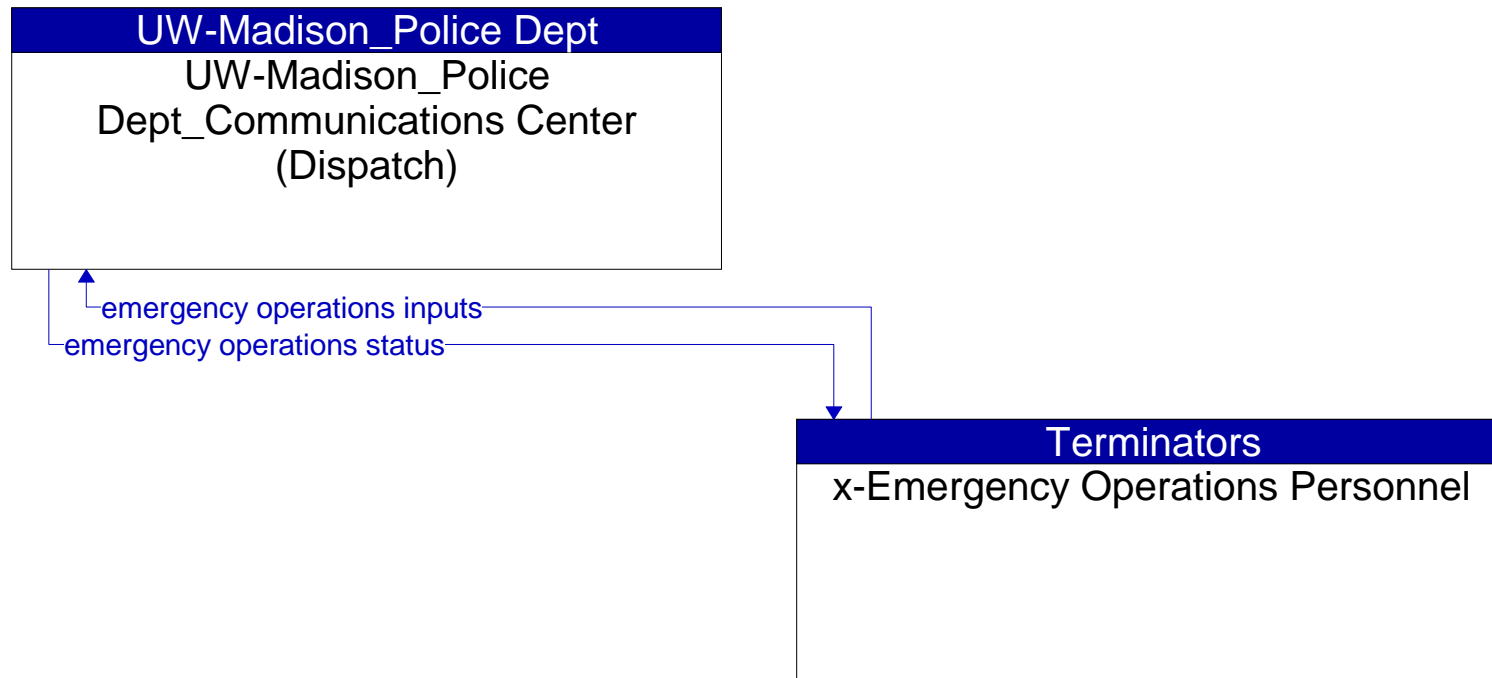 UW-Madison_Police Dept
UW-Madison_Police
Dept_Communications Center
(Dispatch)
emergency operations inputs
emergency operations status
Terminators
x-Emergency Operations Personnel